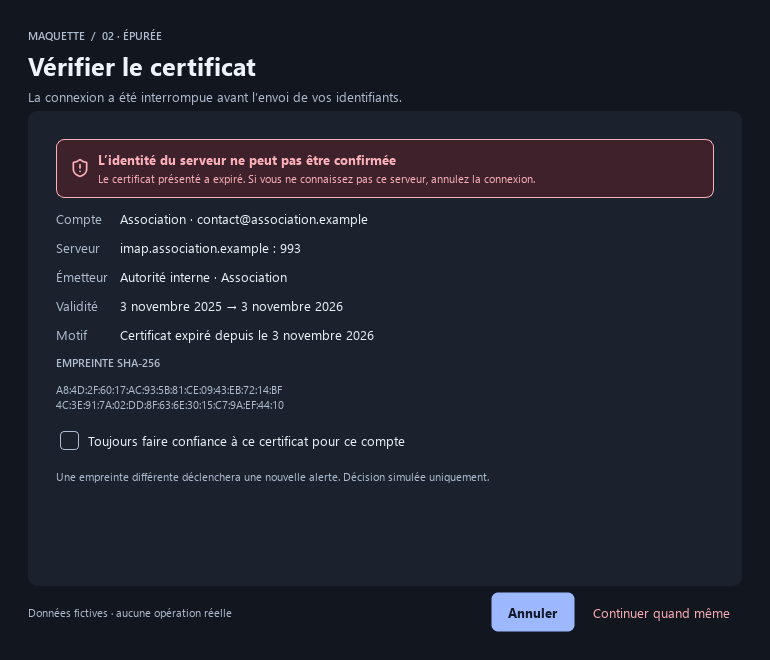 MAQUETTE / 02 · ÉPURÉE
Vérifier le certificat
La connexion a été interrompue avant l’envoi de vos identifiants.
L’identité du serveur ne peut pas être confirmée
Le certificat présenté a expiré. Si vous ne connaissez pas ce serveur, annulez la connexion.
Compte Association · contact@association.example
Serveur imap.association.example : 993
Émetteur Autorité interne · Association
Validité 3 novembre 2025 → 3 novembre 2026
Motif Certificat expiré depuis le 3 novembre 2026
EMPREINTE SHA-256
A8:4D:2F:60:17:AC:93:5B:81:CE:09:43:EB:72:14:BF
4C:3E:91:7A:02:DD:8F:63:6E:30:15:C7:9A:EF:44:10
Toujours faire confiance à ce certificat pour ce compte
Une empreinte différente déclenchera une nouvelle alerte. Décision simulée uniquement.
Données fictives · aucune opération réelle
Annuler
Continuer quand même